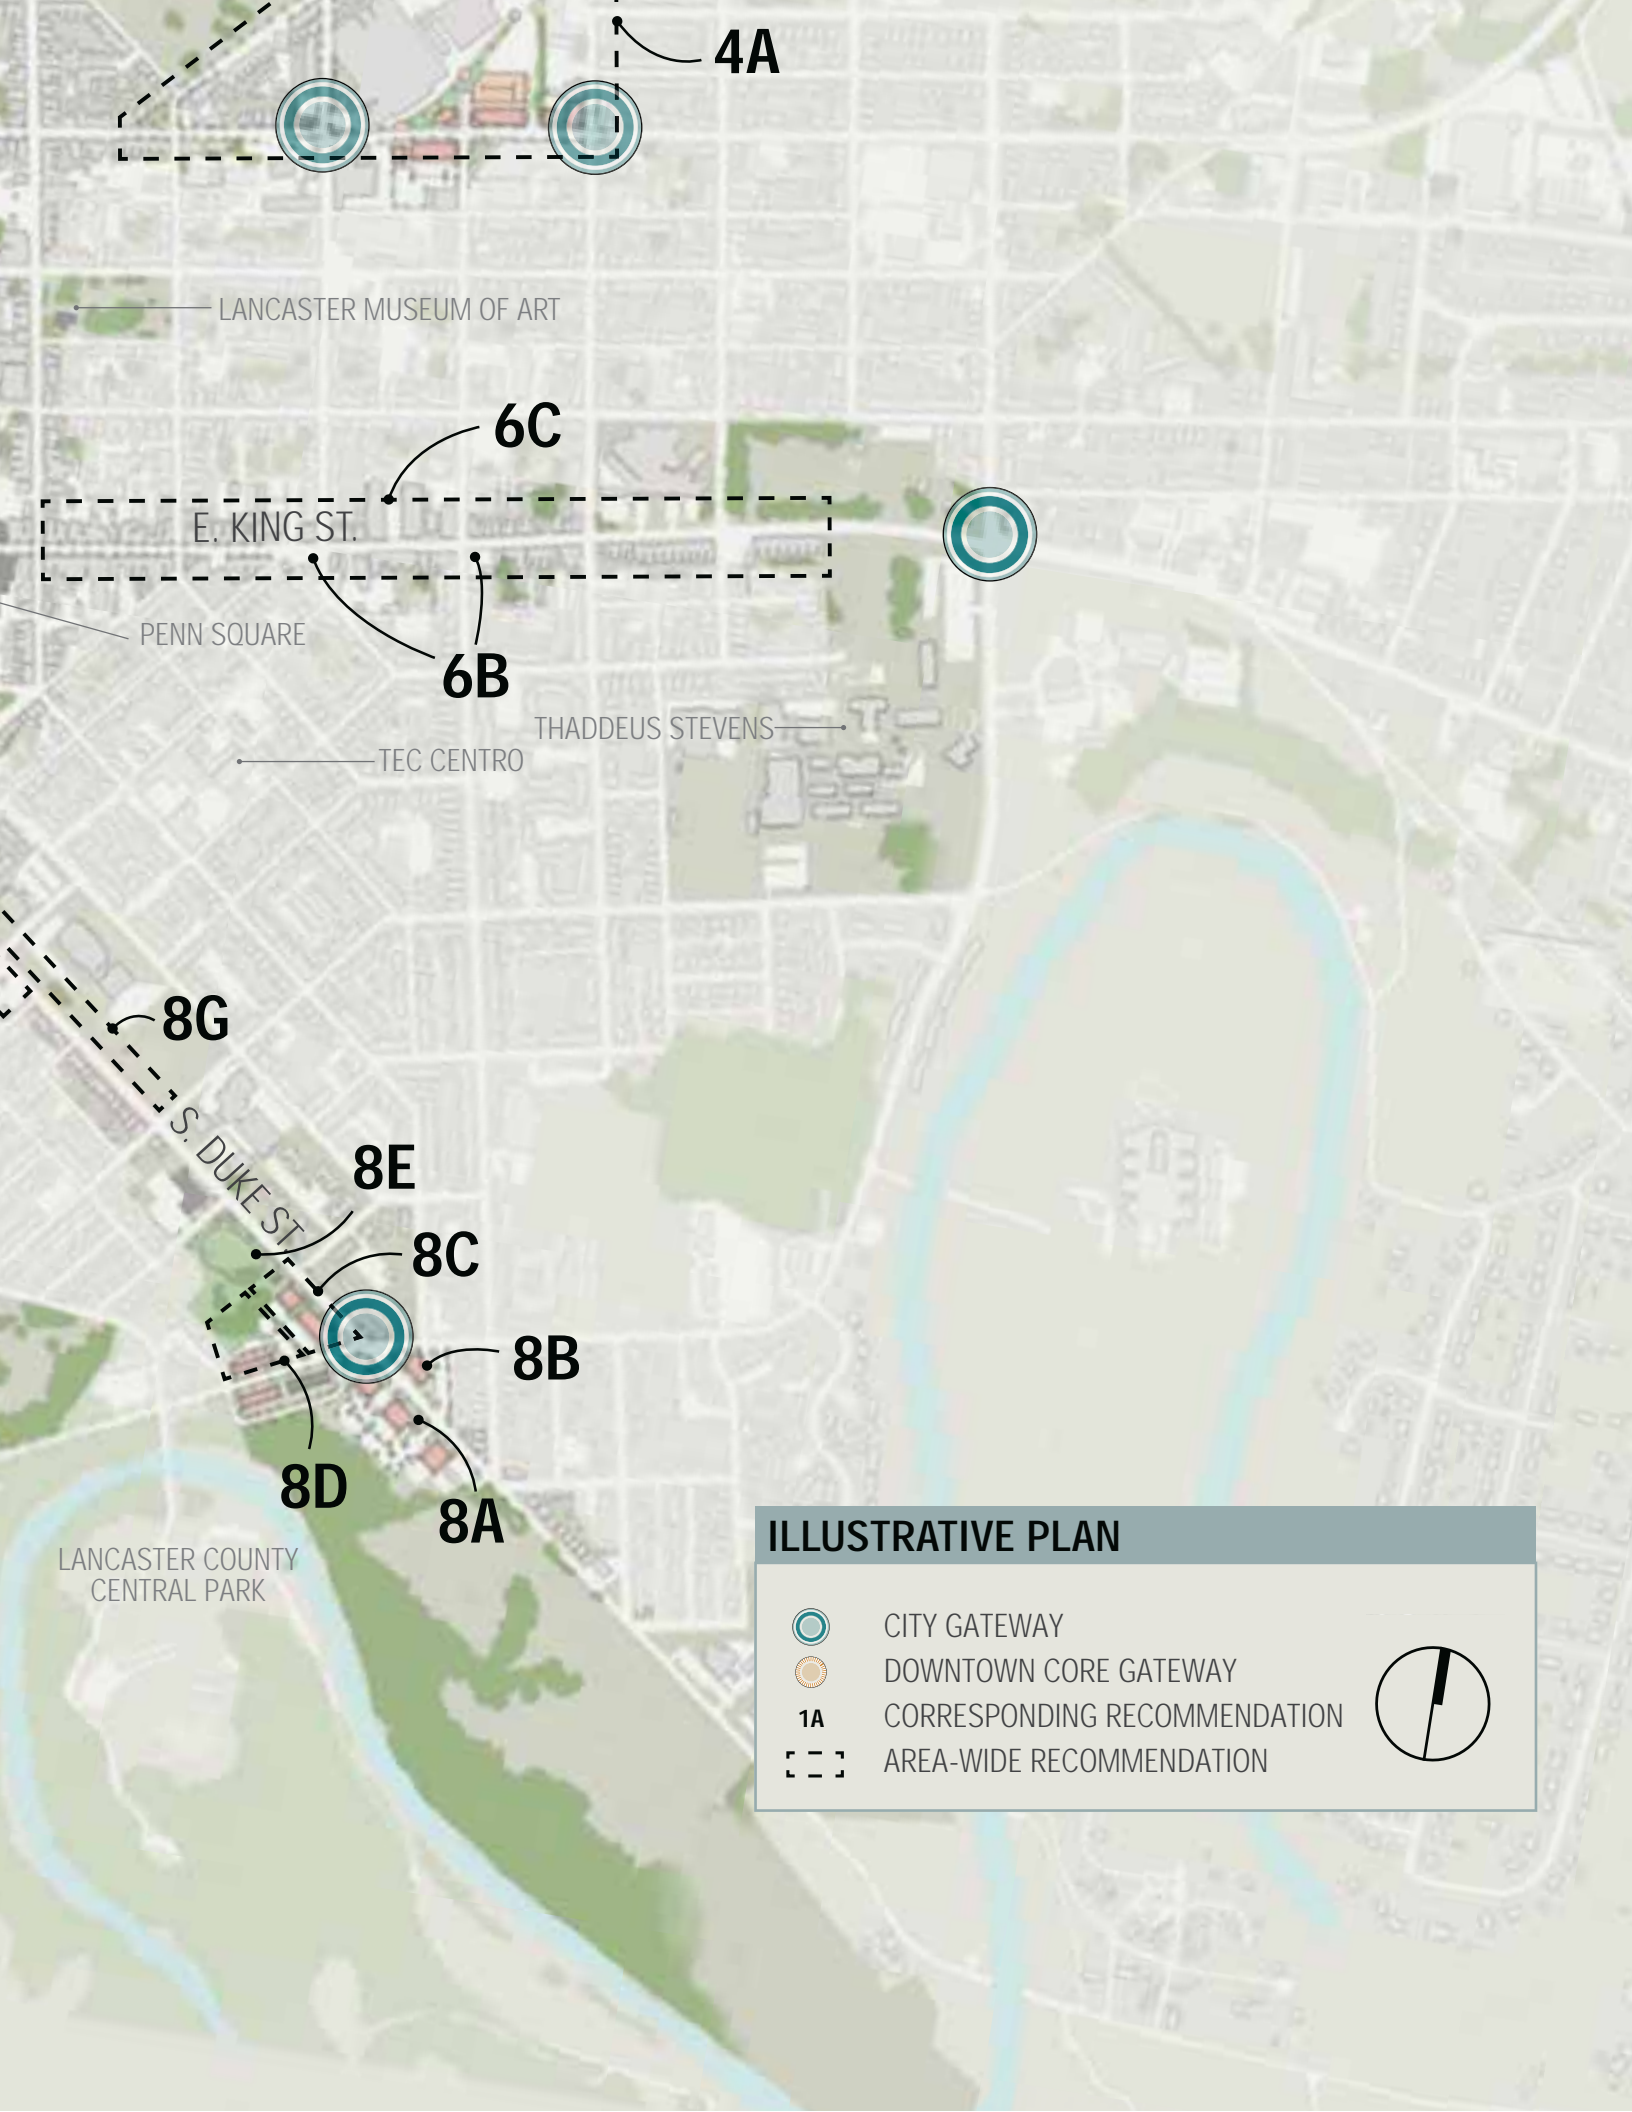 4A
LANCASTER MUSEUM OF ART
6C
E. KING ST.
PENN SQUARE
6B
THADDEUS STEVENS
TEC CENTRO
8G
S. DUKE ST.
8E
8C
8B
8D
8A
LANCASTER COUNTY
CENTRAL PARK
ILLUSTRATIVE PLAN
CITY GATEWAY
DOWNTOWN CORE GATEWAY
1A CORRESPONDING RECOMMENDATION
AREA-WIDE RECOMMENDATION